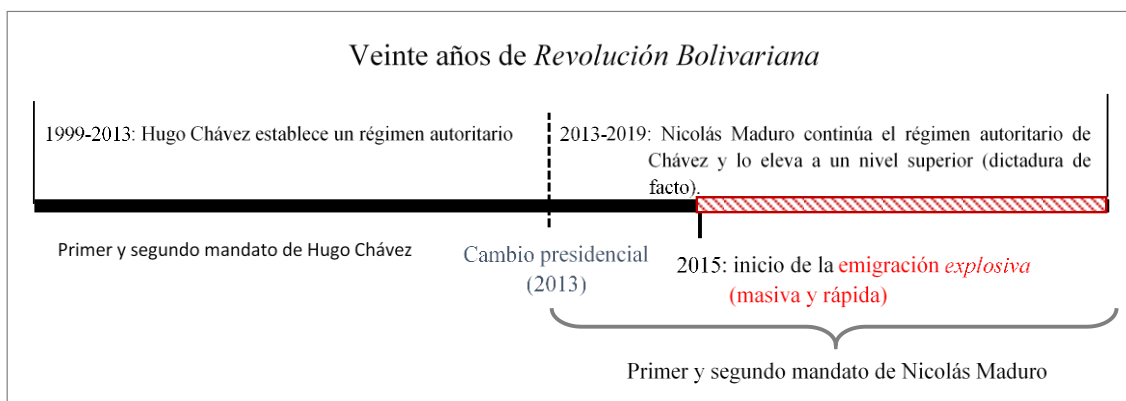 Veinte años de Revolución Bolivariana
1999-2013: Hugo Chávez establece un régimen autoritario
2013-2019: Nicolás Maduro continúa el régimen autoritario de
Chávez y lo eleva a un nivel superior (dictadura de
facto).
Primer y segundo mandato de Hugo Chávez
Cambio presidencial
(2013)
2015: inicio de la emigración explosiva
(masiva y rápida)
Primer y segundo mandato de Nicolás Maduro